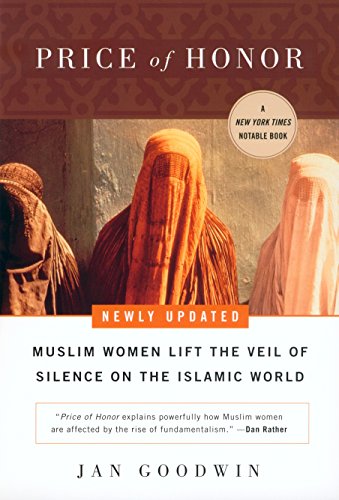 PRICE of HONOR
A
NEW YORK TIMES
NOTABLE BOOK
NEWLY UPDATED
MUSLIM WOMEN LIFT THE VEIL OF
SILENCE ON THE ISLAMIC WORLD
"Price of Honor explains powerfully how Muslim women
are affected by the rise of fundamentalism." —Dan Rather
JAN GOODWIN